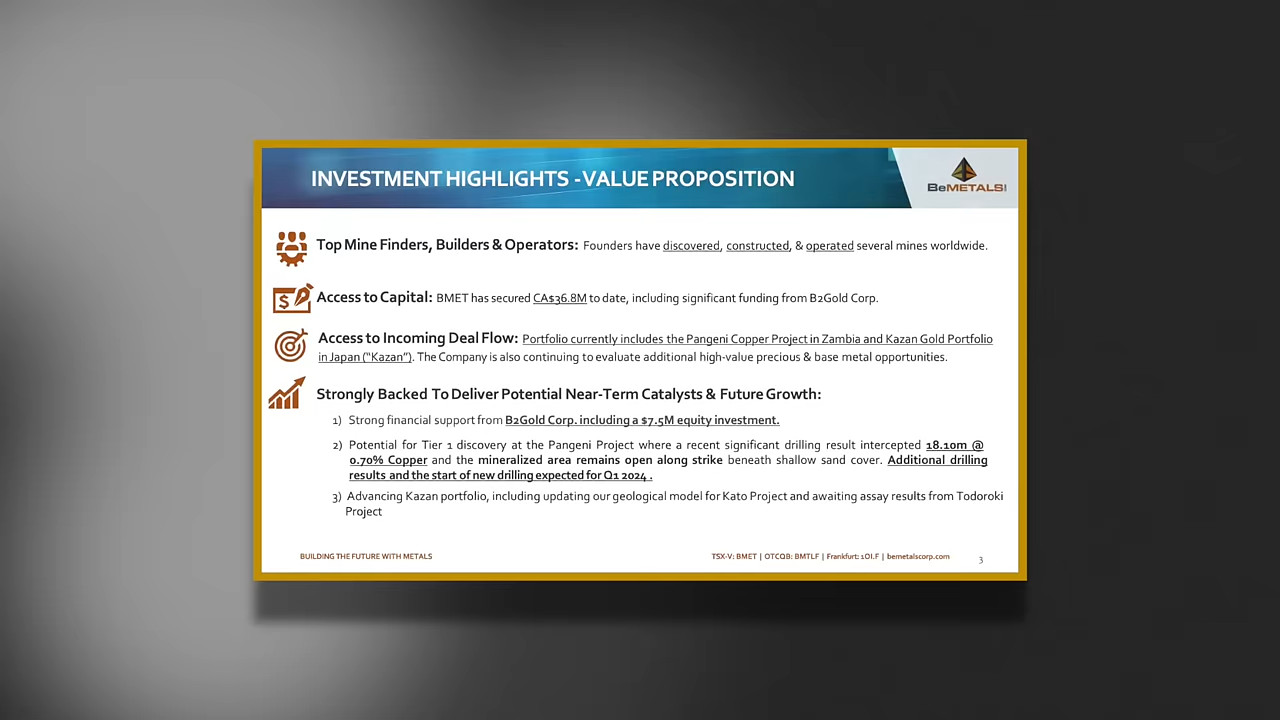 INVESTMENT HIGHLIGHTS - VALUE PROPOSITION
BeMETALS!
Top Mine Finders, Builders & Operators: Founders have discovered, constructed, & operated several mines worldwide.
Access to Capital: BMET has secured CA$36.8M to date, including significant funding from B2Gold Corp.
Access to Incoming Deal Flow: Portfolio currently includes the Pangeni Copper Project in Zambia and Kazan Gold Portfolio
in Japan ("Kazan"). The Company is also continuing to evaluate additional high-value precious & base metal opportunities.
Strongly Backed To Deliver Potential Near-Term Catalysts & Future Growth:
1) Strong financial support from B2Gold Corp. including a $7.5M equity investment.
2) Potential for Tier 1 discovery at the Pangeni Project where a recent significant drilling result intercepted 18.10m @
0.70% Copper and the mineralized area remains open along strike beneath shallow sand cover. Additional drilling
results and the start of new drilling expected for Q1 2024 .
3) Advancing Kazan portfolio, including updating our geological model for Kato Project and awaiting assay results from Todoroki
Project
BUILDING THE FUTURE WITH METALS
TSX-V: BMET | OTCQB: BMTLF | Frankfurt: 1OI.F | bemetalscorp.com
3